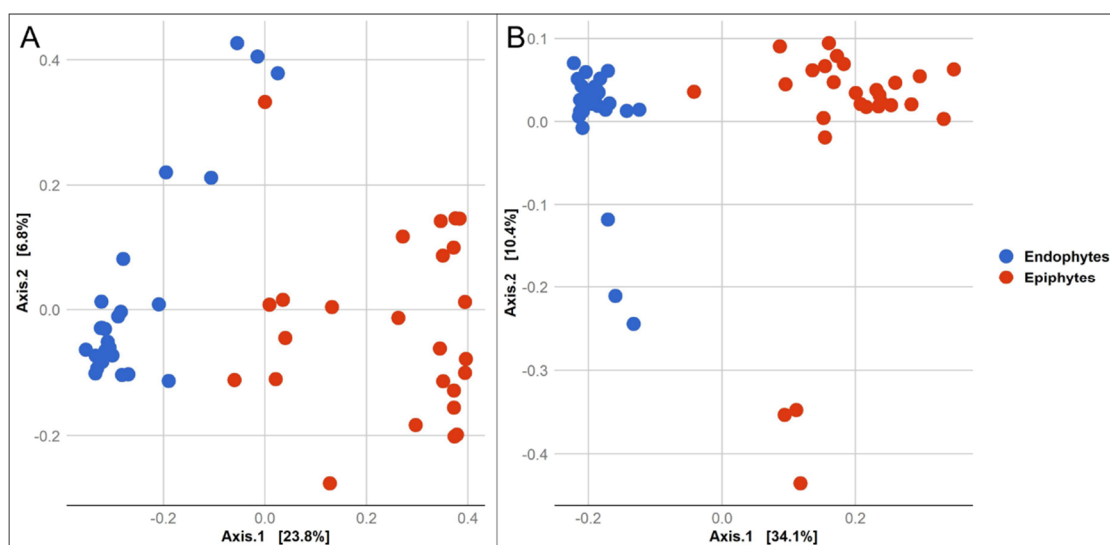 A
0.4
0.2
0.0
-0.2
Axis.2 [6.8%]
-0.2
0.0
0.2
0.4
Axis.1 [23.8%]
B
0.1
0.0
-0.1
-0.2
-0.3
-0.4
Axis.2 [10.4%]
-0.2
0.0
0.2
Axis.1 [34.1%]
Endophytes
Epiphytes